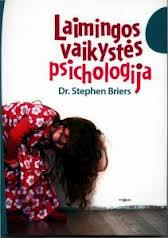 Laimingos
vaikystės
psichologija
Dr. Stephen Briers